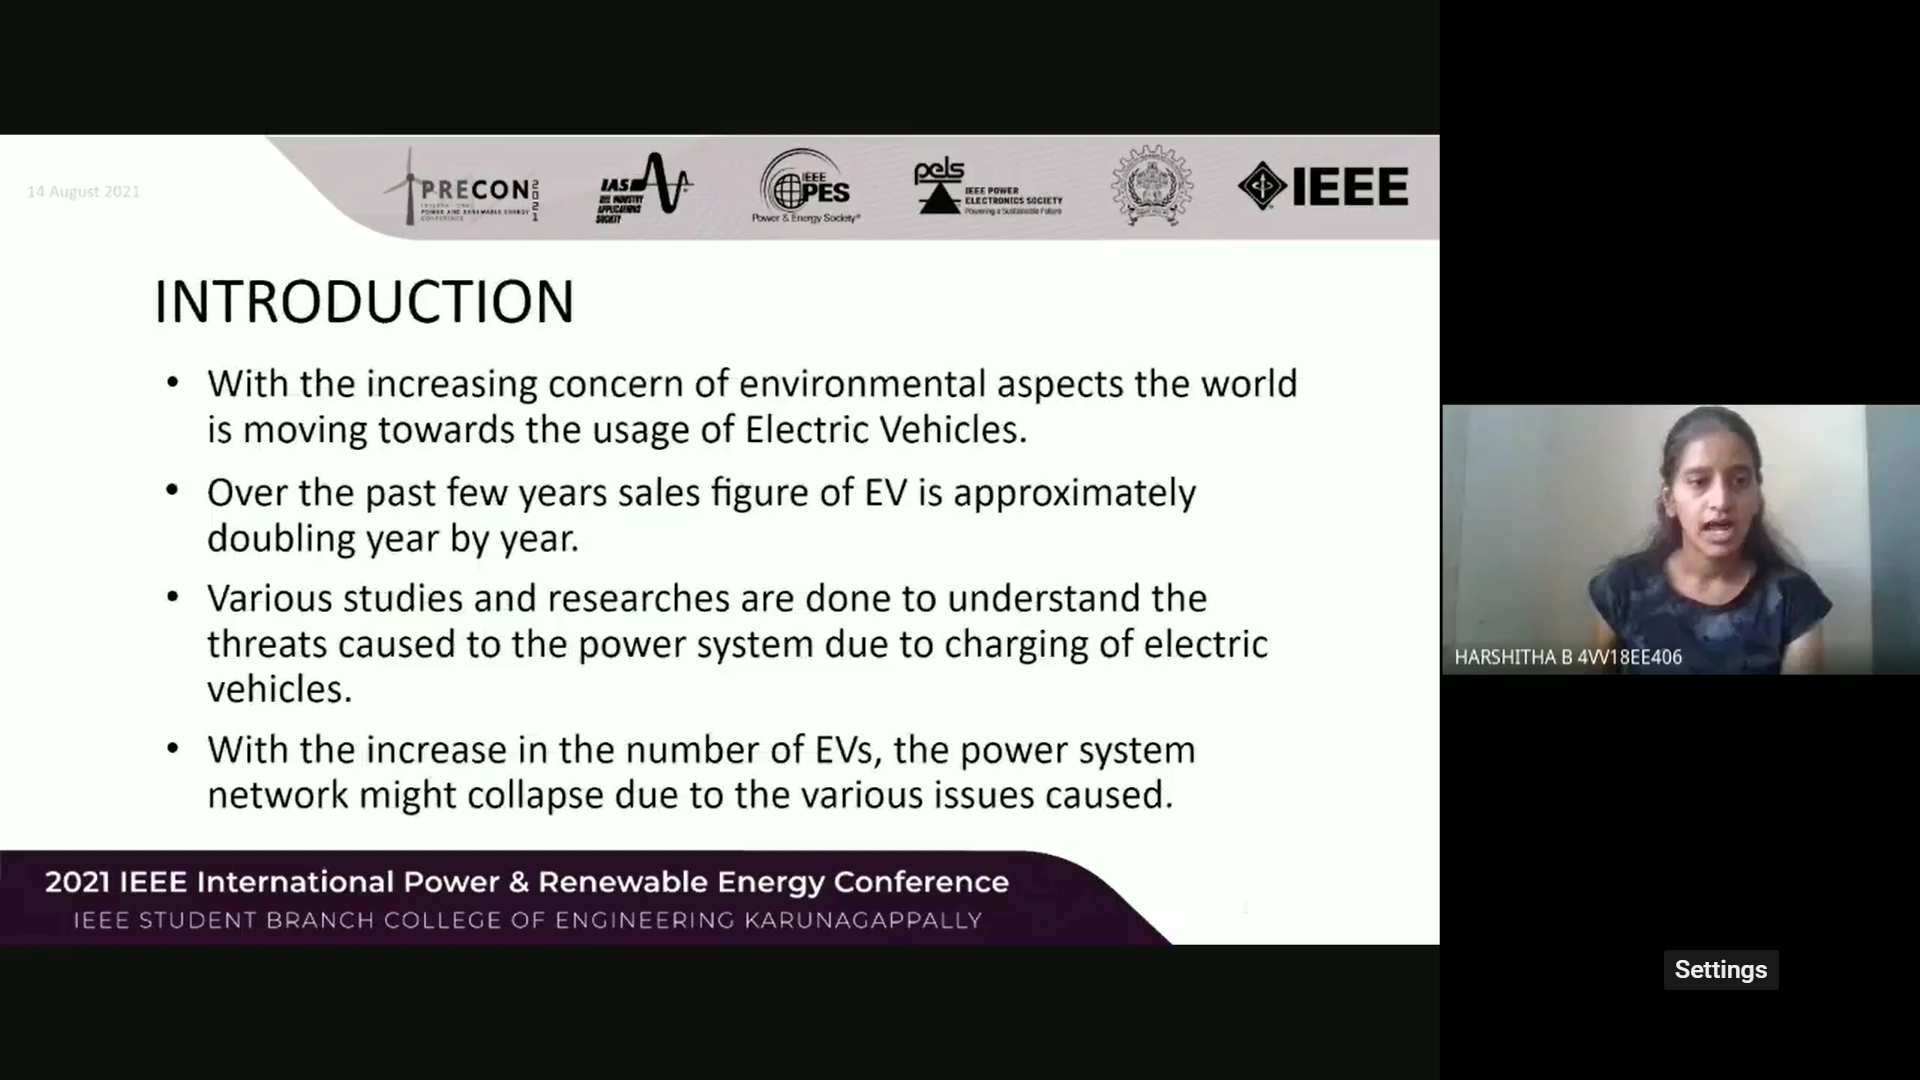 14 August 2021
PRECON 2021
INTERNATIONAL
POWER AND RENEWABLE ENERGY
CONFERENCE
IAS
IEEE INDUSTRY
APPLICATIONS
SOCIETY
IEEE
PES
Power & Energy Society®
pels
IEEE POWER
ELECTRONICS SOCIETY
Powering a Sustainable Future
IEEE
INTRODUCTION
• With the increasing concern of environmental aspects the world
is moving towards the usage of Electric Vehicles.
• Over the past few years sales figure of EV is approximately
doubling year by year.
• Various studies and researches are done to understand the
threats caused to the power system due to charging of electric
vehicles.
• With the increase in the number of EVs, the power system
network might collapse due to the various issues caused.
2021 IEEE International Power & Renewable Energy Conference
IEEE STUDENT BRANCH COLLEGE OF ENGINEERING KARUNAGAPPALLY
HARSHITHA B 4VV18EE406
Settings